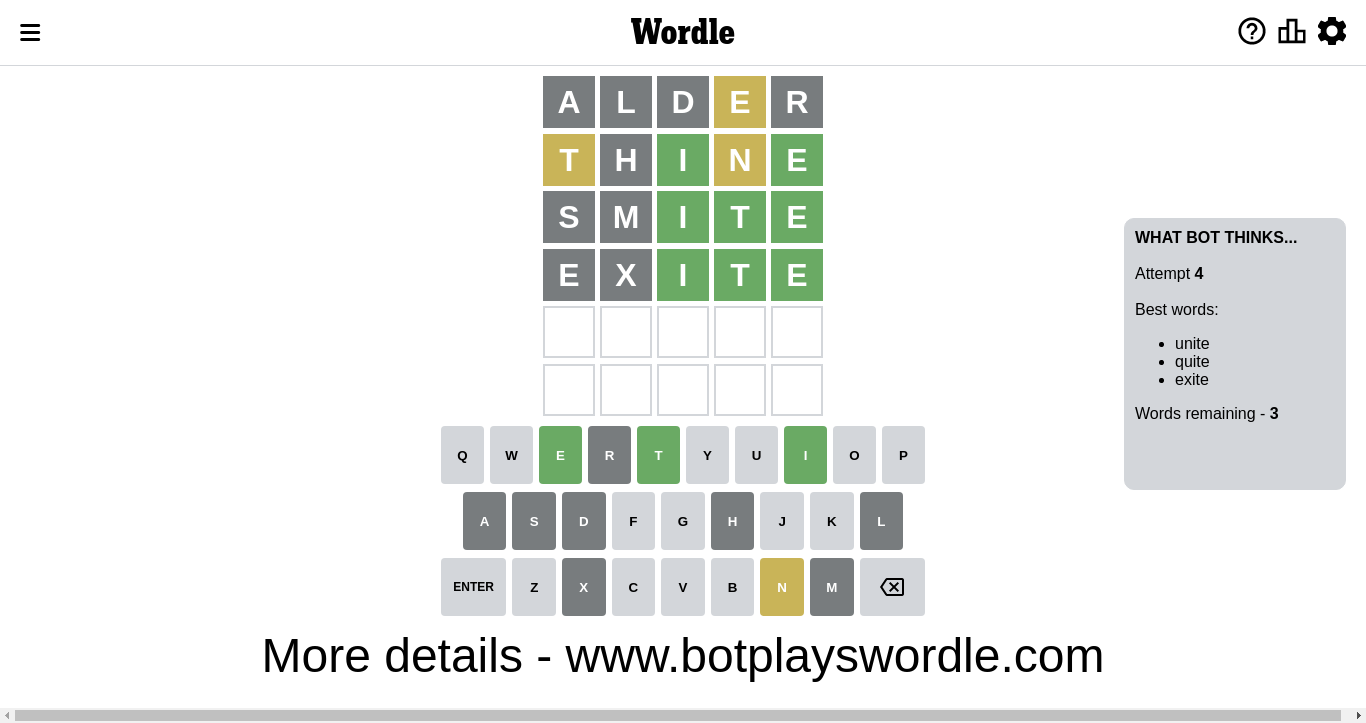 Wordle
A L D E R
T H I N E
S M I T E
E X I T E
WHAT BOT THINKS...
Attempt 4
Best words:
• unite
• quite
• exite
Words remaining - 3
Q W E R T Y U I O P
A S D F G H J K L
ENTER Z X C V B N M
More details - www.botplayswordle.com